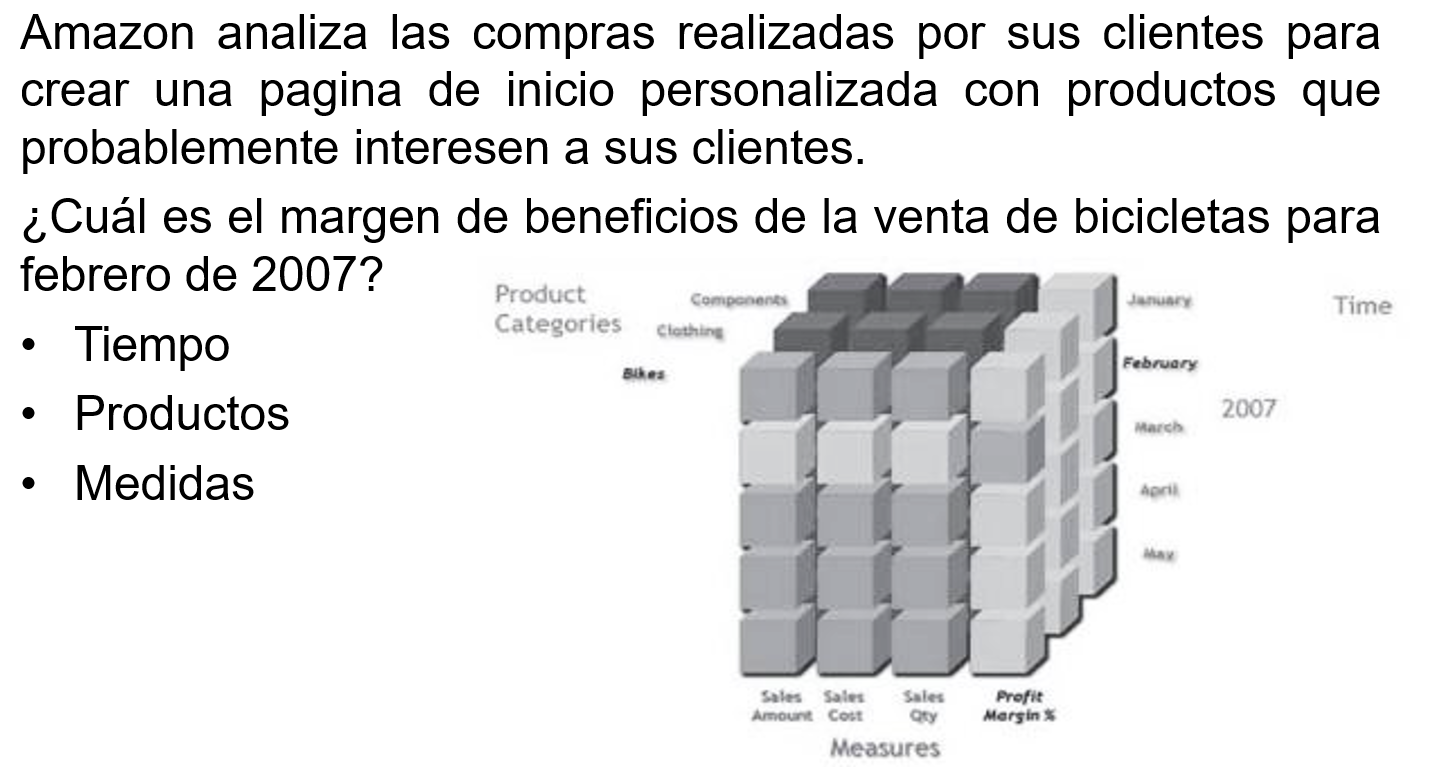 Amazon analiza las compras realizadas por sus clientes para
crear una pagina de inicio personalizada con productos que
probablemente interesen a sus clientes.
¿Cuál es el margen de beneficios de la venta de bicicletas para
febrero de 2007?
• Tiempo
• Productos
• Medidas
Product
Categories
Components
Clothing
Bikes
January
Time
February
2007
March
April
May
Sales
Amount
Sales
Cost
Sales
Qty
Profit
Margin %
Measures